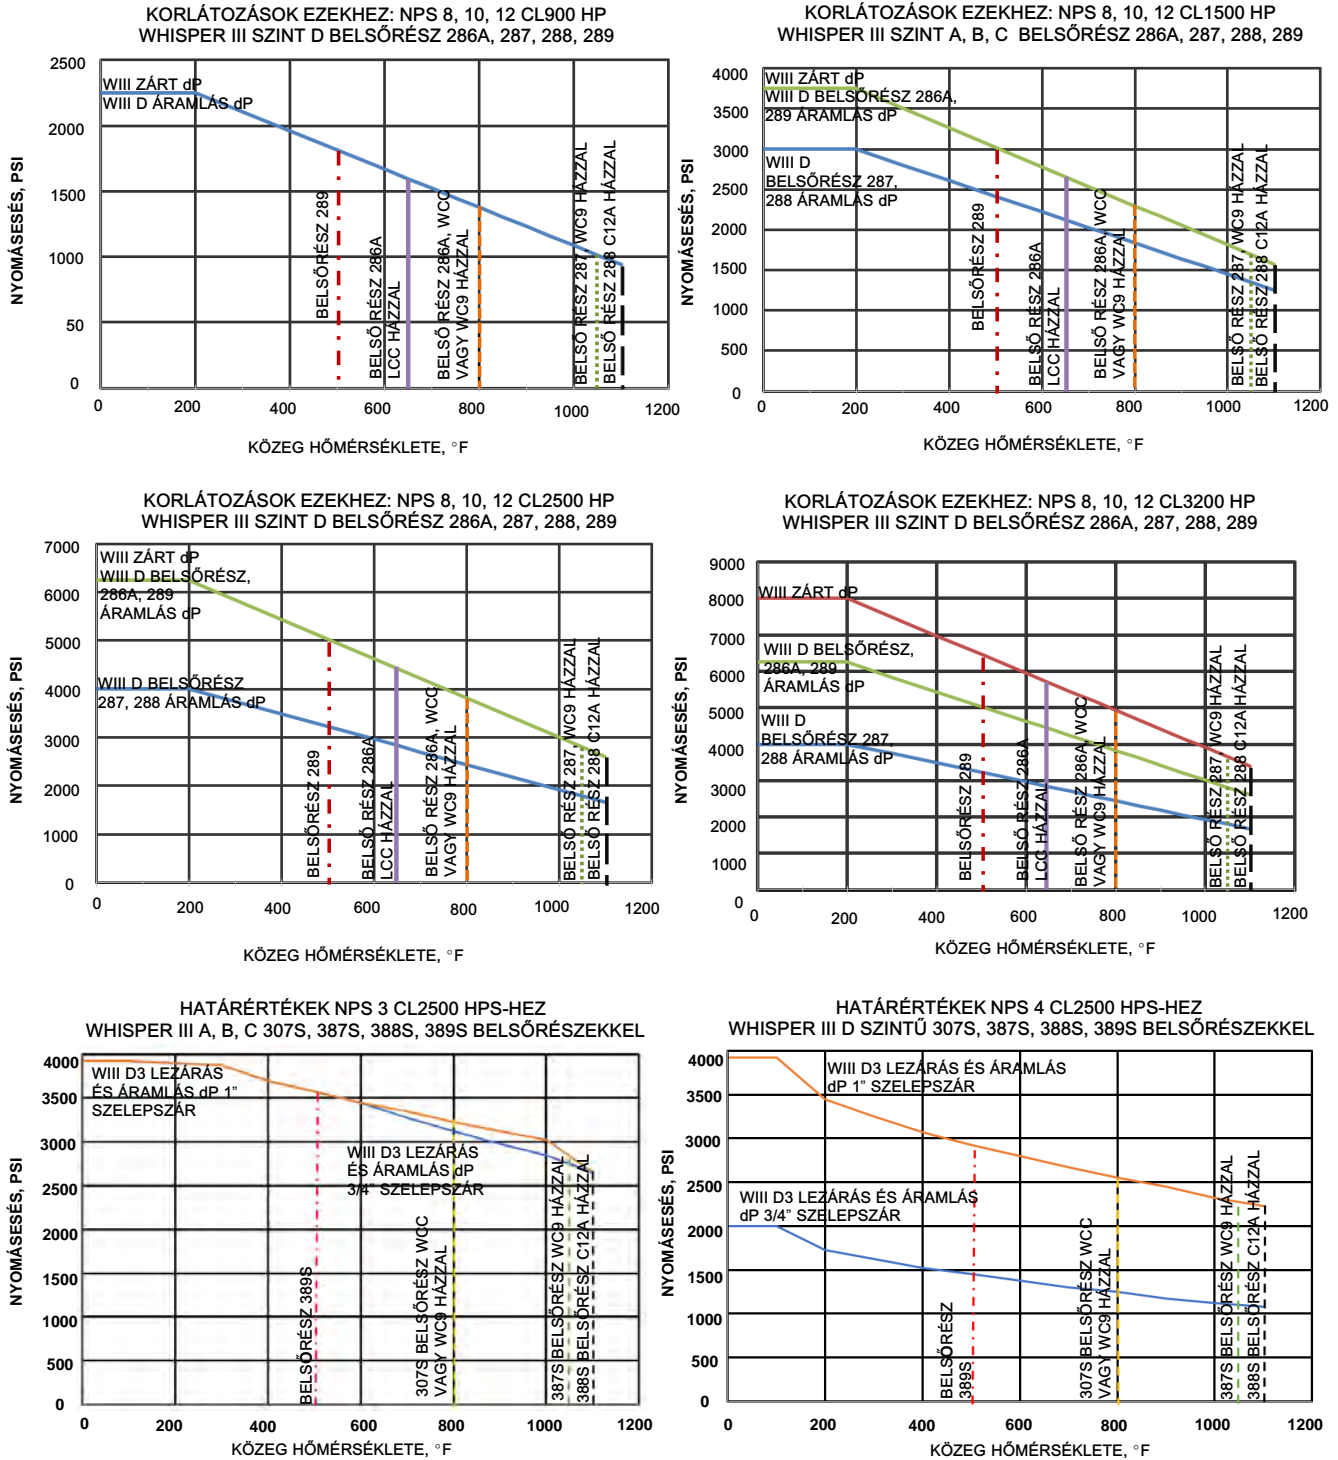 KORLÁTOZÁSOK EZEKHEZ: NPS 8, 10, 12 CL900 HP
WHISPER III SZINT D BELSŐRÉSZ 286A, 287, 288, 289
NYOMÁSESÉS, PSI
2500
2000
1500
1000
50
0
WIII ZÁRT dP
WIII D ÁRAMLÁS dP
BELSŐRÉSZ 289
BELSŐRÉSZ 286A
LCC HÁZZAL
BELSŐ RÉSZ 286A, WCC
VAGY WC9 HÁZZAL
BELSŐ RÉSZ 287, WC9 HÁZZAL
BELSŐ RÉSZ 288 C12A HÁZZAL
0 200 400 600 800 1000 1200
KÖZEG HŐMÉRSÉKLETE, °F
KORLÁTOZÁSOK EZEKHEZ: NPS 8, 10, 12 CL1500 HP
WHISPER III SZINT A, B, C BELSŐRÉSZ 286A, 287, 288, 289
NYOMÁSESÉS, PSI
4000
3500
3000
2500
2000
1500
1000
500
0
WIII ZÁRT dP
WIII D BELSŐRÉSZ 286A,
289 ÁRAMLÁS dP
WIII D
BELSŐRÉSZ 287,
288 ÁRAMLÁS dP
BELSŐRÉSZ 289
BELSŐ RÉSZ 286A
LCC HÁZZAL
BELSŐ RÉSZ 286A, WCC
VAGY WC9 HÁZZAL
BELSŐ RÉSZ 287, WC9 HÁZZAL
BELSŐ RÉSZ 288 C12A HÁZZAL
0 200 400 600 800 1000 1200
KÖZEG HŐMÉRSÉKLETE, °F
KORLÁTOZÁSOK EZEKHEZ: NPS 8, 10, 12 CL2500 HP
WHISPER III SZINT D BELSŐRÉSZ 286A, 287, 288, 289
NYOMÁSESÉS, PSI
7000
6000
5000
4000
3000
2000
1000
0
WIII ZÁRT dP
WIII D BELSŐRÉSZ,
286A, 289
ÁRAMLÁS dP
WIII D BELSŐRÉSZ
287, 288 ÁRAMLÁS dP
BELSŐRÉSZ 289
BELSŐ RÉSZ 286A
LCC HÁZZAL
BELSŐ RÉSZ 286A, WCC
VAGY WC9 HÁZZAL
BELSŐ RÉSZ 287, WC9 HÁZZAL
BELSŐ RÉSZ 288 C12A HÁZZAL
0 200 400 600 800 1000 1200
KÖZEG HŐMÉRSÉKLETE, °F
KORLÁTOZÁSOK EZEKHEZ: NPS 8, 10, 12 CL3200 HP
WHISPER III SZINT D BELSŐRÉSZ 286A, 287, 288, 289
NYOMÁSESÉS, PSI
9000
8000
7000
6000
5000
4000
3000
2000
1000
0
WIII ZÁRT dP
WIII D BELSŐRÉSZ,
286A, 289
ÁRAMLÁS dP
WIII D
BELSŐRÉSZ 287,
288 ÁRAMLÁS dP
BELSŐRÉSZ 289
BELSŐ RÉSZ 286A
LCC HÁZZAL
BELSŐ RÉSZ 286A, WCC
VAGY WC9 HÁZZAL
BELSŐ RÉSZ 287, WC9 HÁZZAL
BELSŐ RÉSZ 288 C12A HÁZZAL
0 200 400 600 800 1000 1200
KÖZEG HŐMÉRSÉKLETE, °F
HATÁRÉRTÉKEK NPS 3 CL2500 HPS-HEZ
WHISPER III A, B, C 307S, 387S, 388S, 389S BELSŐRÉSZEKKEL
NYOMÁSESÉS, PSI
4000
3500
3000
2500
2000
1500
1000
500
0
WIII D3 LEZÁRÁS
ÉS ÁRAMLÁS dP 1”
SZELEPSZÁR
WIII D3 LEZÁRÁS
ÉS ÁRAMLÁS dP
3/4” SZELEPSZÁR
BELSŐRÉSZ 389S
307S BELSŐRÉSZ WCC
VAGY WC9 HÁZZAL
387S BELSŐRÉSZ WC9 HÁZZAL
388S BELSŐRÉSZ C12A HÁZZAL
0 200 400 600 800 1000 1200
KÖZEG HŐMÉRSÉKLETE, °F
HATÁRÉRTÉKEK NPS 4 CL2500 HPS-HEZ
WHISPER III D SZINTŰ 307S, 387S, 388S, 389S BELSŐRÉSZEKKEL
NYOMÁSESÉS, PSI
4000
3500
3000
2500
2000
1500
1000
500
0
WIII D3 LEZÁRÁS ÉS ÁRAMLÁS
dP 1” SZELEPSZÁR
WIII D3 LEZÁRÁS ÉS ÁRAMLÁS
dP 3/4” SZELEPSZÁR
BELSŐRÉSZ
389S
307S BELSŐRÉSZ WCC
VAGY WC9 HÁZZAL
387S BELSŐRÉSZ WC9 HÁZZAL
388S BELSŐRÉSZ C12A HÁZZAL
0 200 400 600 800 1000 1200
KÖZEG HŐMÉRSÉKLETE, °F